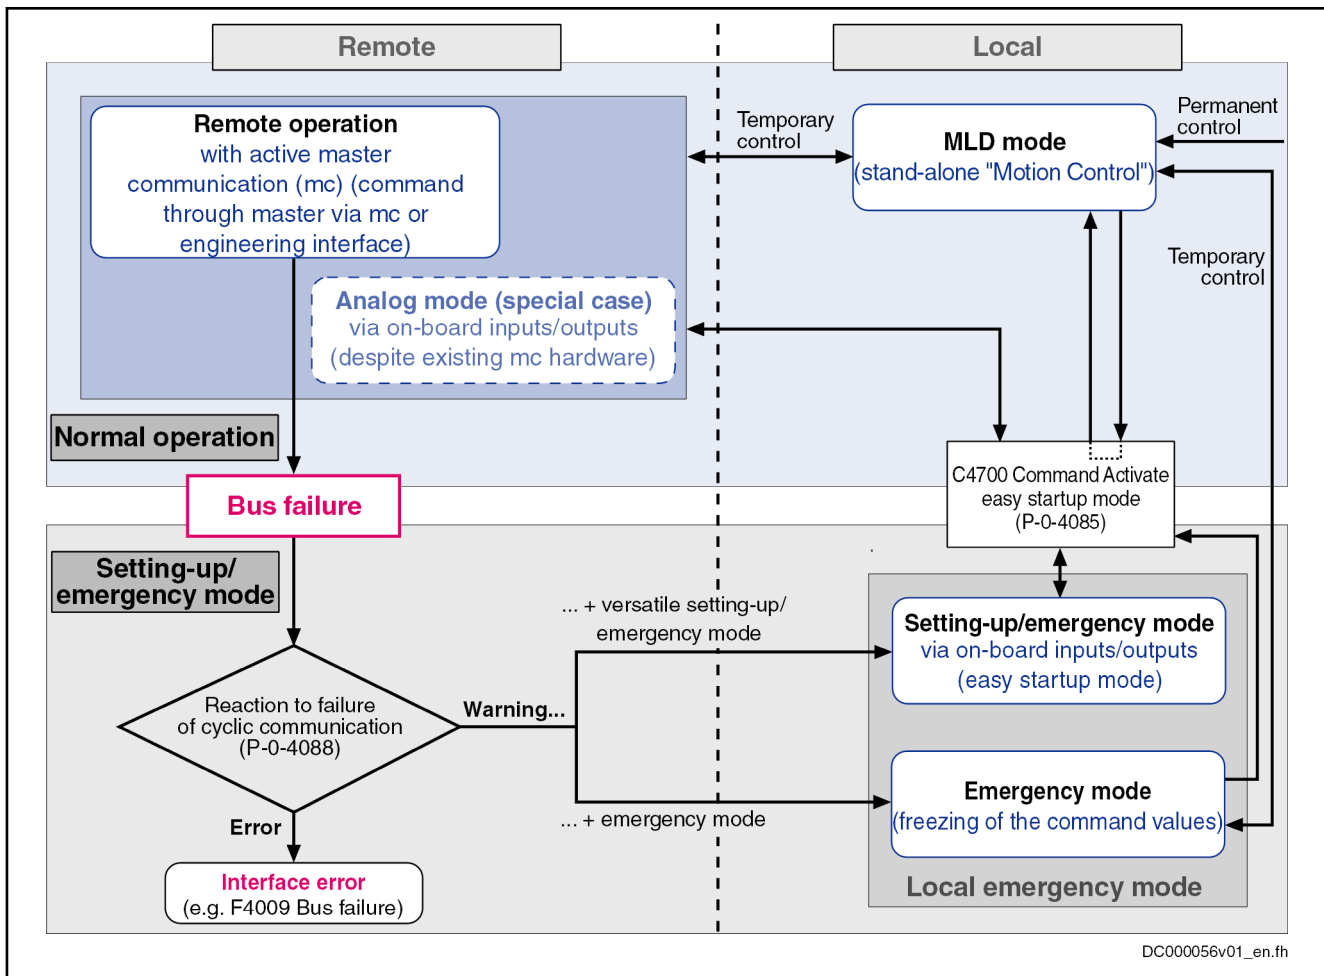 Remote
Local
Remote operation
with active master
communication (mc) (command
through master via mc or
engineering interface)
Temporary
control
MLD mode
(stand-alone "Motion Control")
Permanent
control
Temporary
control
Analog mode (special case)
via on-board inputs/outputs
(despite existing mc hardware)
Normal operation
Bus failure
C4700 Command Activate
easy startup mode
(P-0-4085)
Setting-up/
emergency mode
... + versatile setting-up/
emergency mode
Setting-up/emergency mode
via on-board inputs/outputs
(easy startup mode)
Reaction to failure
of cyclic communication
(P-0-4088)
Warning...
Emergency mode
(freezing of the command values)
... + emergency mode
Error
Local emergency mode
Interface error
(e.g. F4009 Bus failure)
DC000056v01_en.fh